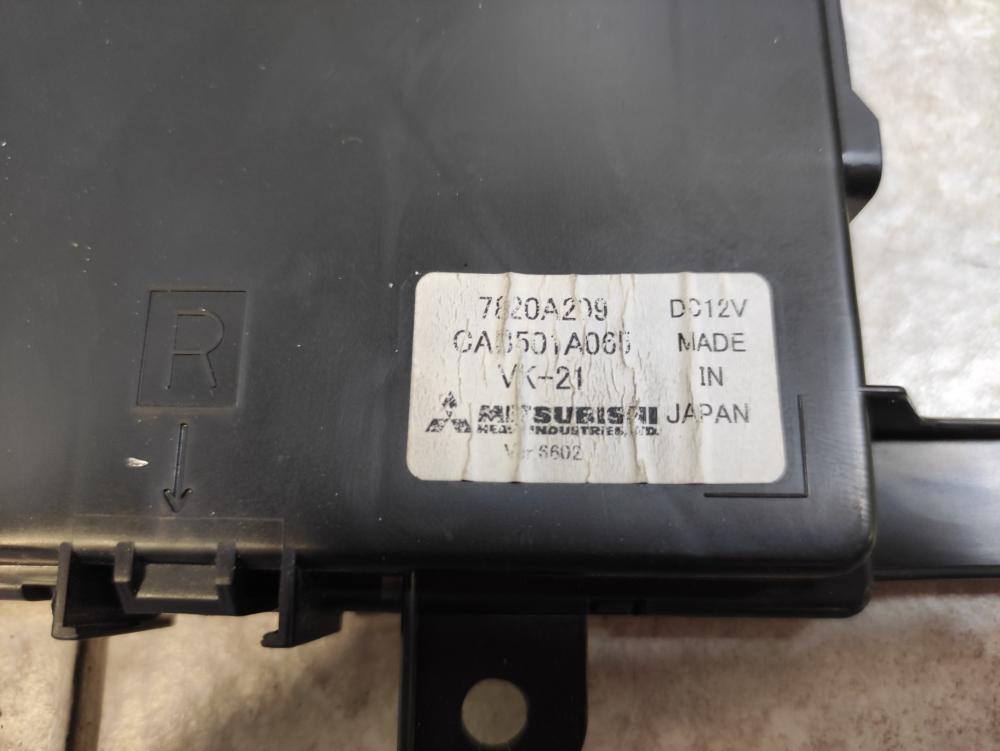 7820A209 DC12V
CAB501A065 MADE
VK-21 IN
MITSUBISHI JAPAN
HEAVY INDUSTRIES, LTD.
Ver.6602
R